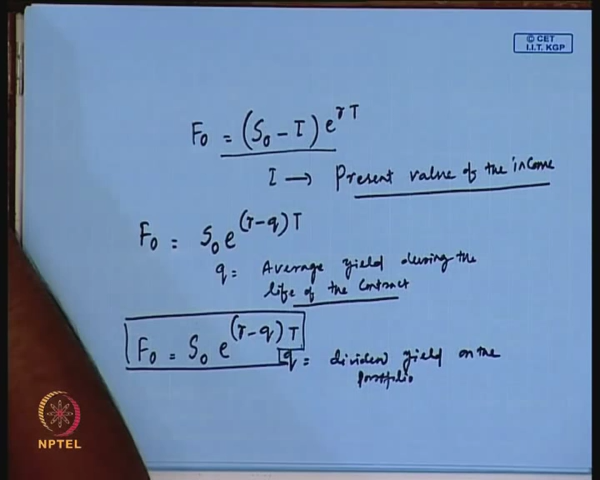 © CET
I.I.T. KGP
F₀ = (S₀ - I) e^{rT}
I → Present value of the income
F₀ = S₀ e^{(r-q)T}
q = Average yield during the
life of the contract
F₀ = S₀ e^{(r-q)T}
q = dividend yield on the
portfolio
NPTEL